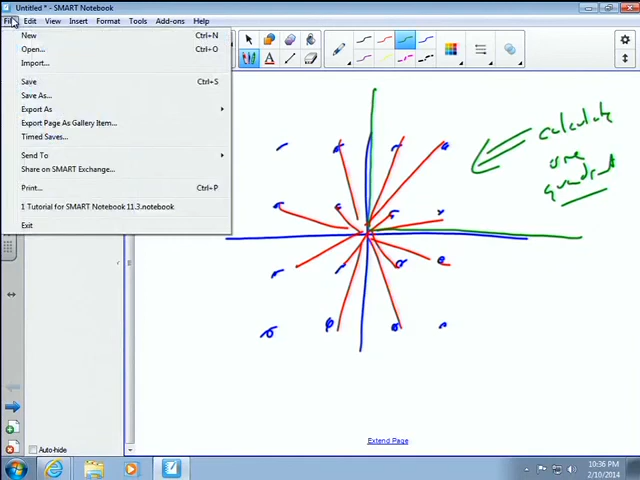 Untitled * - SMART Notebook
File Edit View Insert Format Tools Add-ons Help
New Ctrl+N
Open... Ctrl+O
Import...
Save Ctrl+S
Save As...
Export As
Export Page As Gallery Item...
Timed Saves...
Send To
Share on SMART Exchange...
Print... Ctrl+P
1 Tutorial for SMART Notebook 11.3.notebook
Exit
calculate
one
quadrant
Extend Page
Auto-hide
10:36 PM
2/10/2014